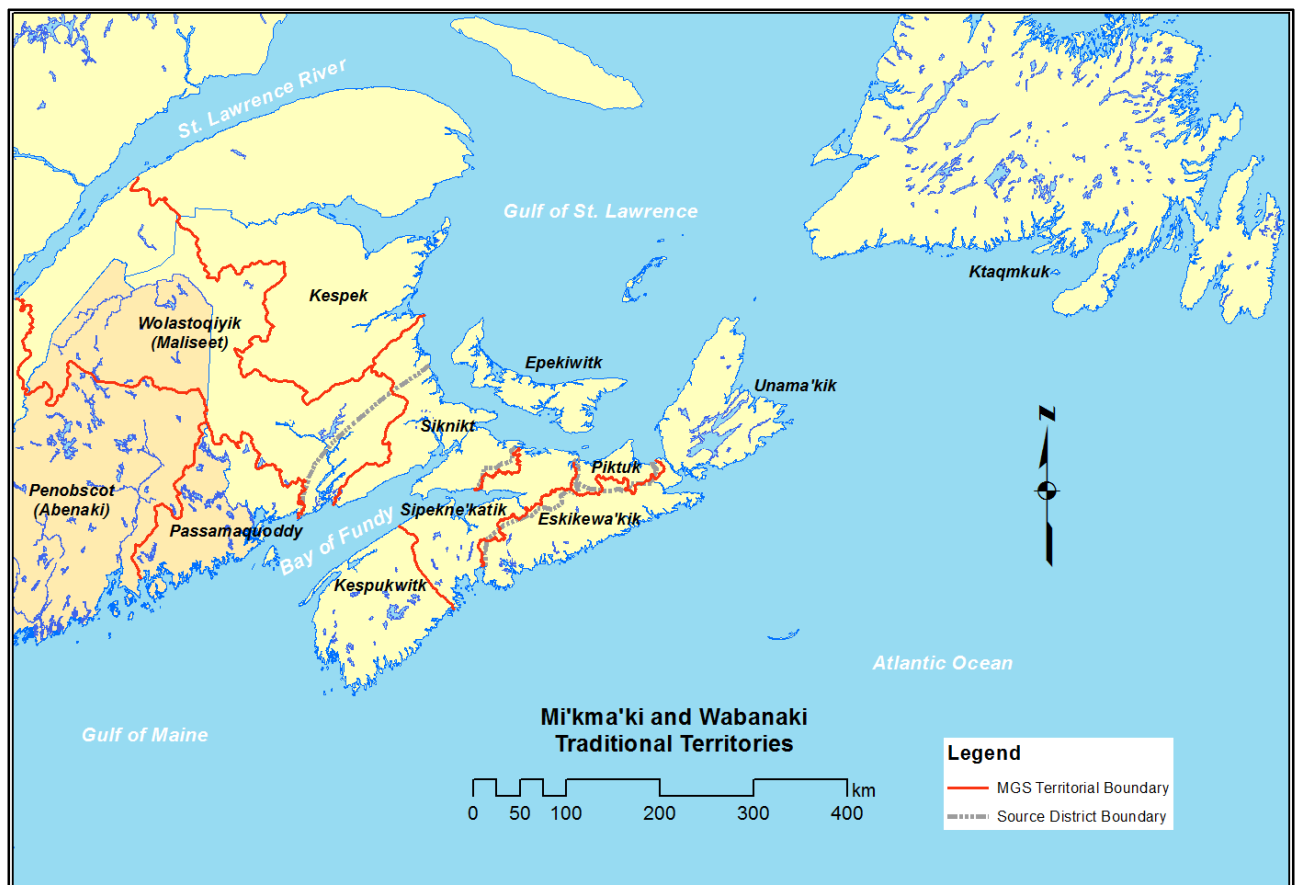 St. Lawrence River
Gulf of St. Lawrence
Ktaqmkuk
Kespek
Wolastoqiyik
(Maliseet)
Epekiwitk
Unama'kik
Siknikt
Piktuk
Penobscot
(Abenaki)
Sipekne'katik
Eskikewa'kik
Passamaquoddy
Bay of Fundy
Kespukwitk
N
Atlantic Ocean
Gulf of Maine
Mi'kma'ki and Wabanaki
Traditional Territories
0 50 100 200 300 400
km
Legend
MGS Territorial Boundary
Source District Boundary